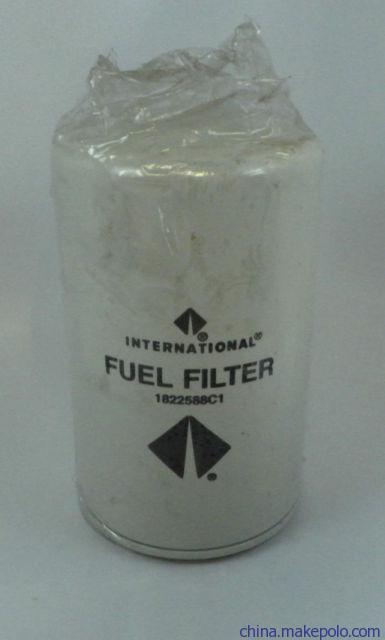 INTERNATIONAL®
FUEL FILTER
1822588C1
®
china.makepolo.com